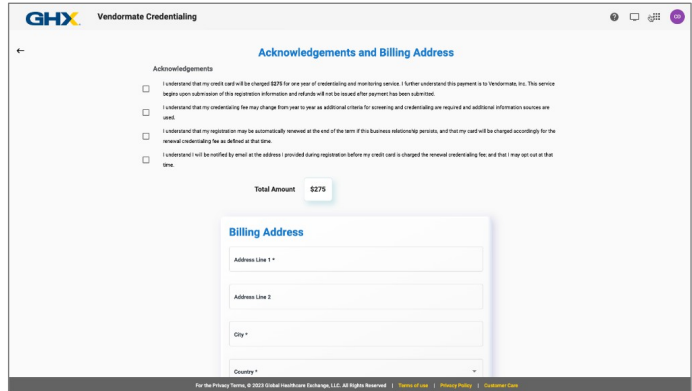 GHX Vendormate Credentialing
CD
Acknowledgements and Billing Address
Acknowledgements
I understand that my credit card will be charged $275 for one year of credentialing and monitoring service. I further understand this payment is to Vendormate, Inc. This service
begins upon submission of this registration information and refunds will not be issued after payment has been submitted.
I understand that my credentialing fee may change from year to year as additional criteria for screening and credentialing are required and additional information sources are
used.
I understand that my registration may be automatically renewed at the end of the term if this business relationship persists, and that my card will be charged accordingly for the
renewal credentialing fee as defined at that time.
I understand I will be notified by email at the address I provided during registration before my credit card is charged the renewal credentialing fee; and that I may opt out at that
time.
Total Amount $275
Billing Address
Address Line 1 *
Address Line 2
City *
Country *
For the Privacy Terms, © 2023 Global Healthcare Exchange, LLC. All Rights Reserved | Terms of use | Privacy Policy | Customer Care